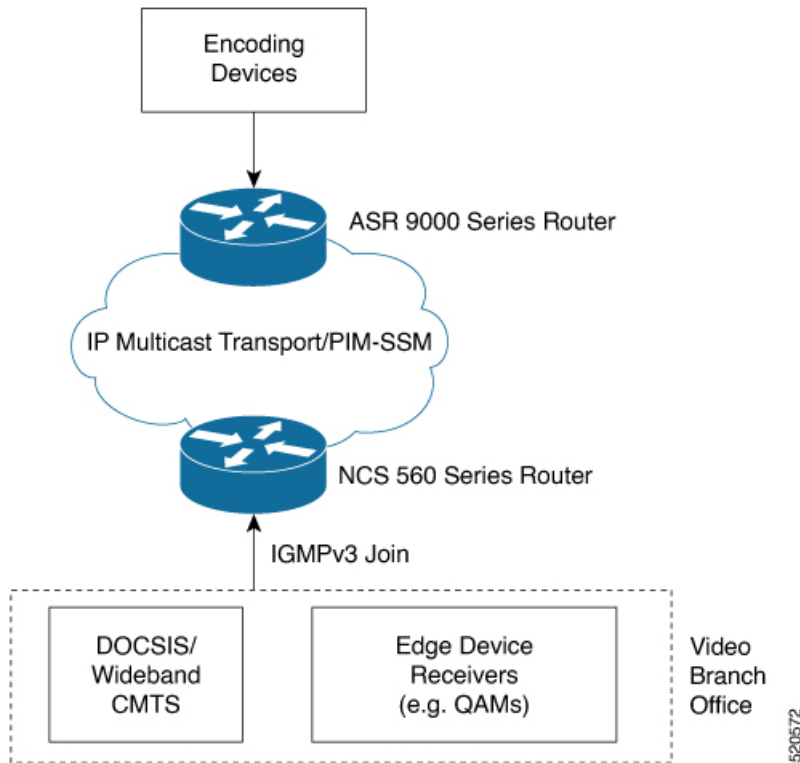 Encoding
Devices
ASR 9000 Series Router
IP Multicast Transport/PIM-SSM
NCS 560 Series Router
IGMPv3 Join
DOCSIS/
Wideband
CMTS
Edge Device
Receivers
(e.g. QAMs)
Video
Branch
Office
520572